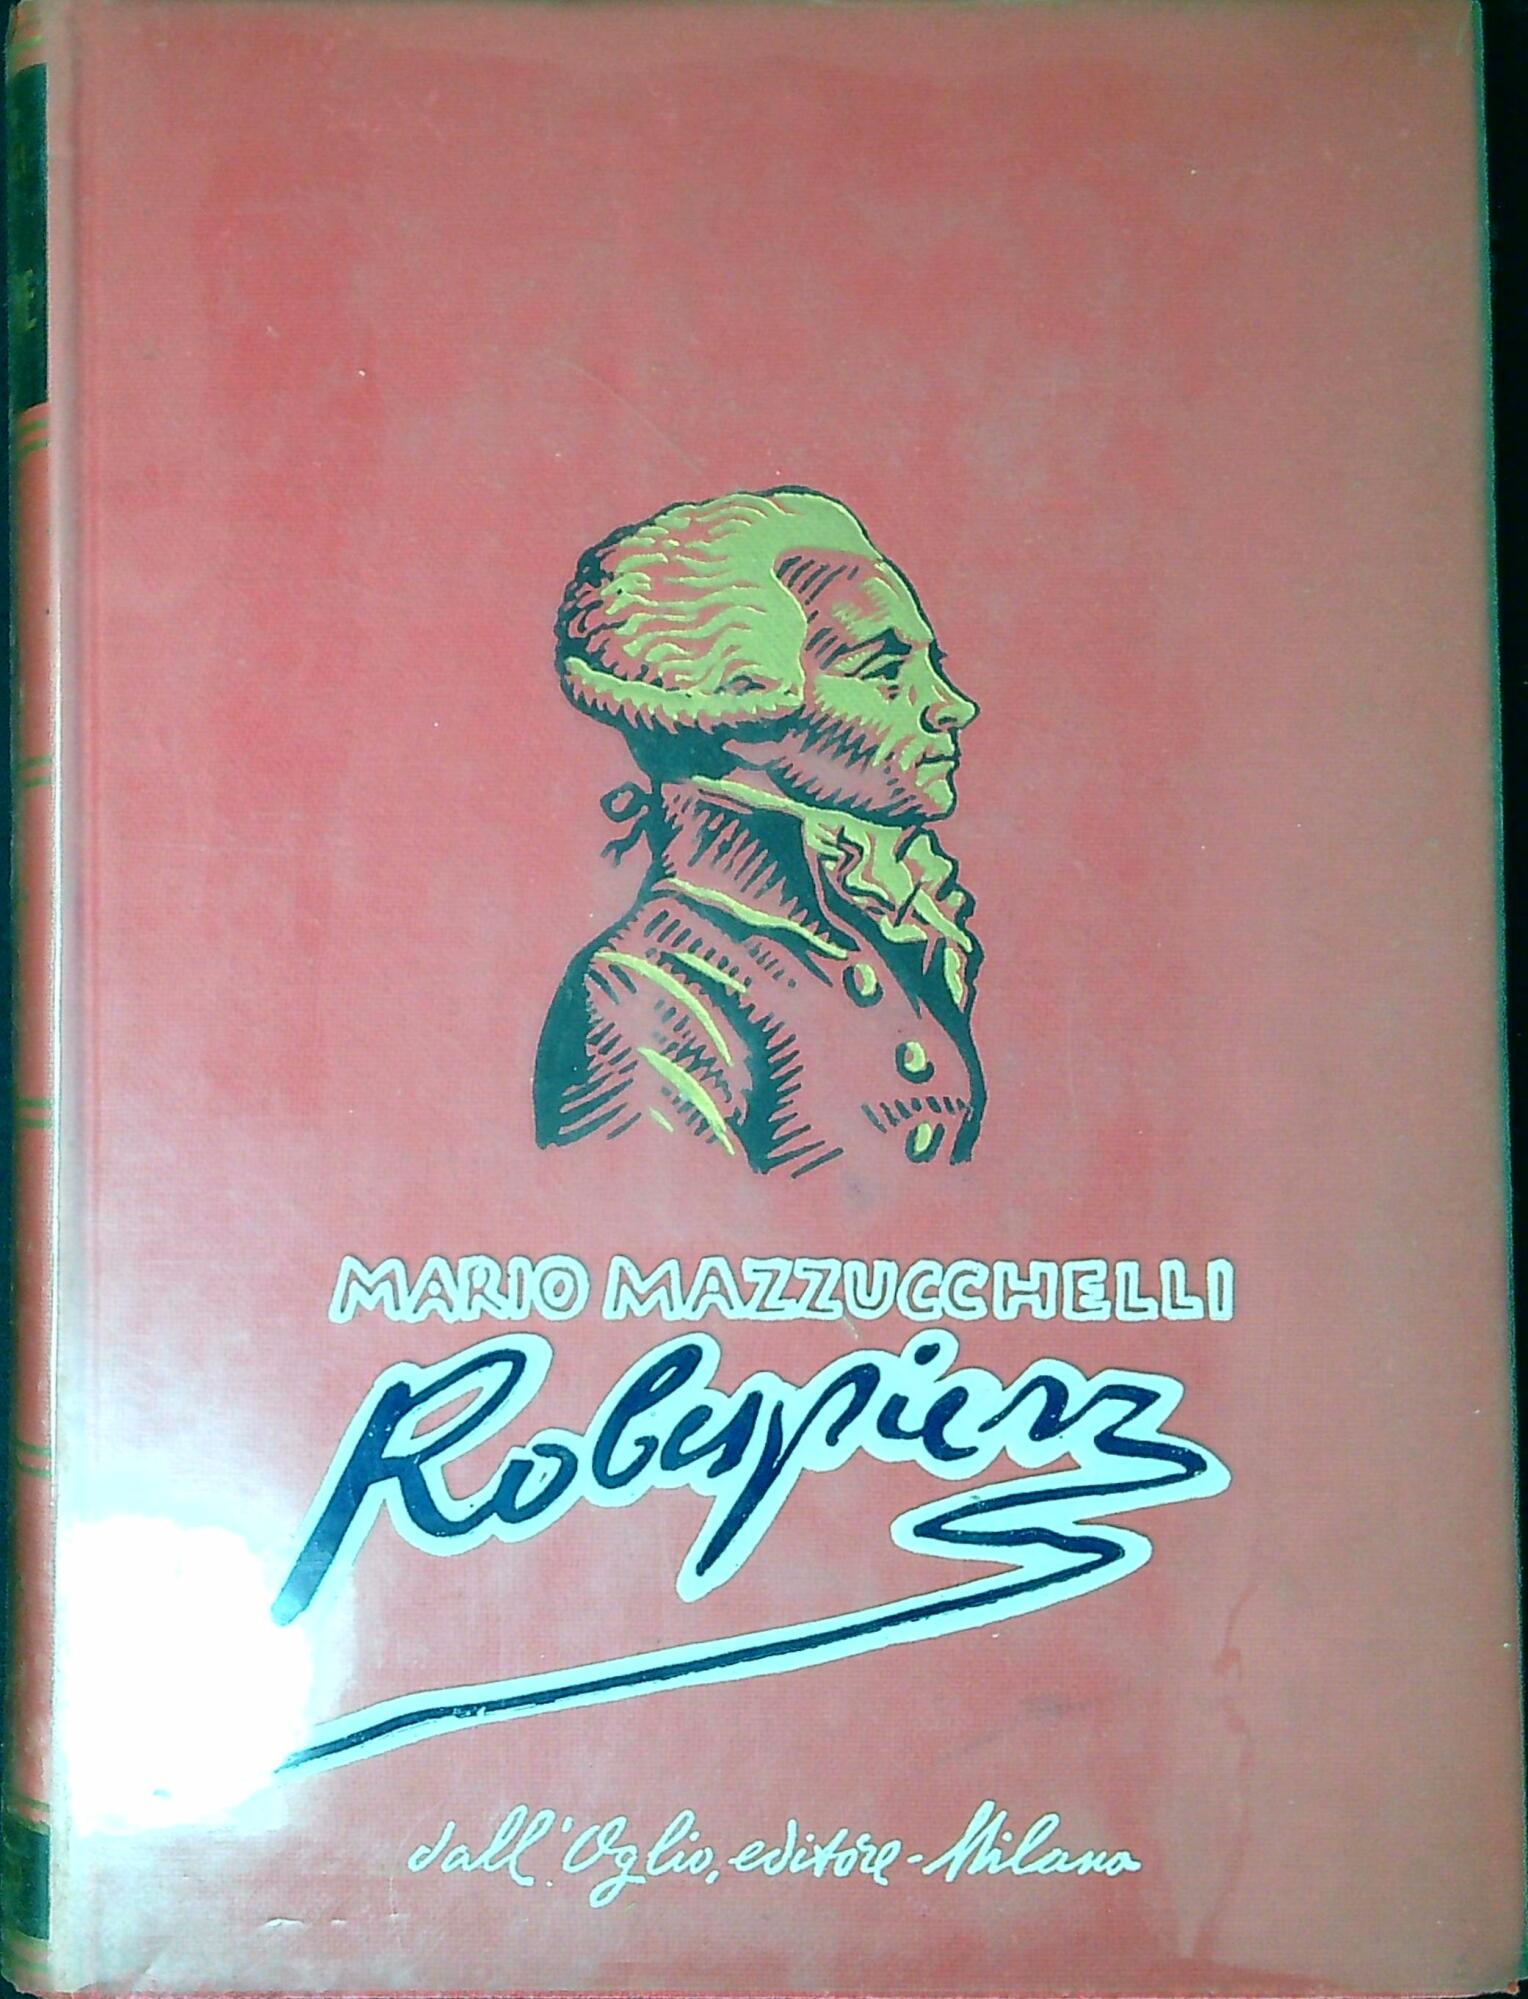 MARIO MAZZUCCHELLI
Robespierre
dall'Oglio, editore - Milano